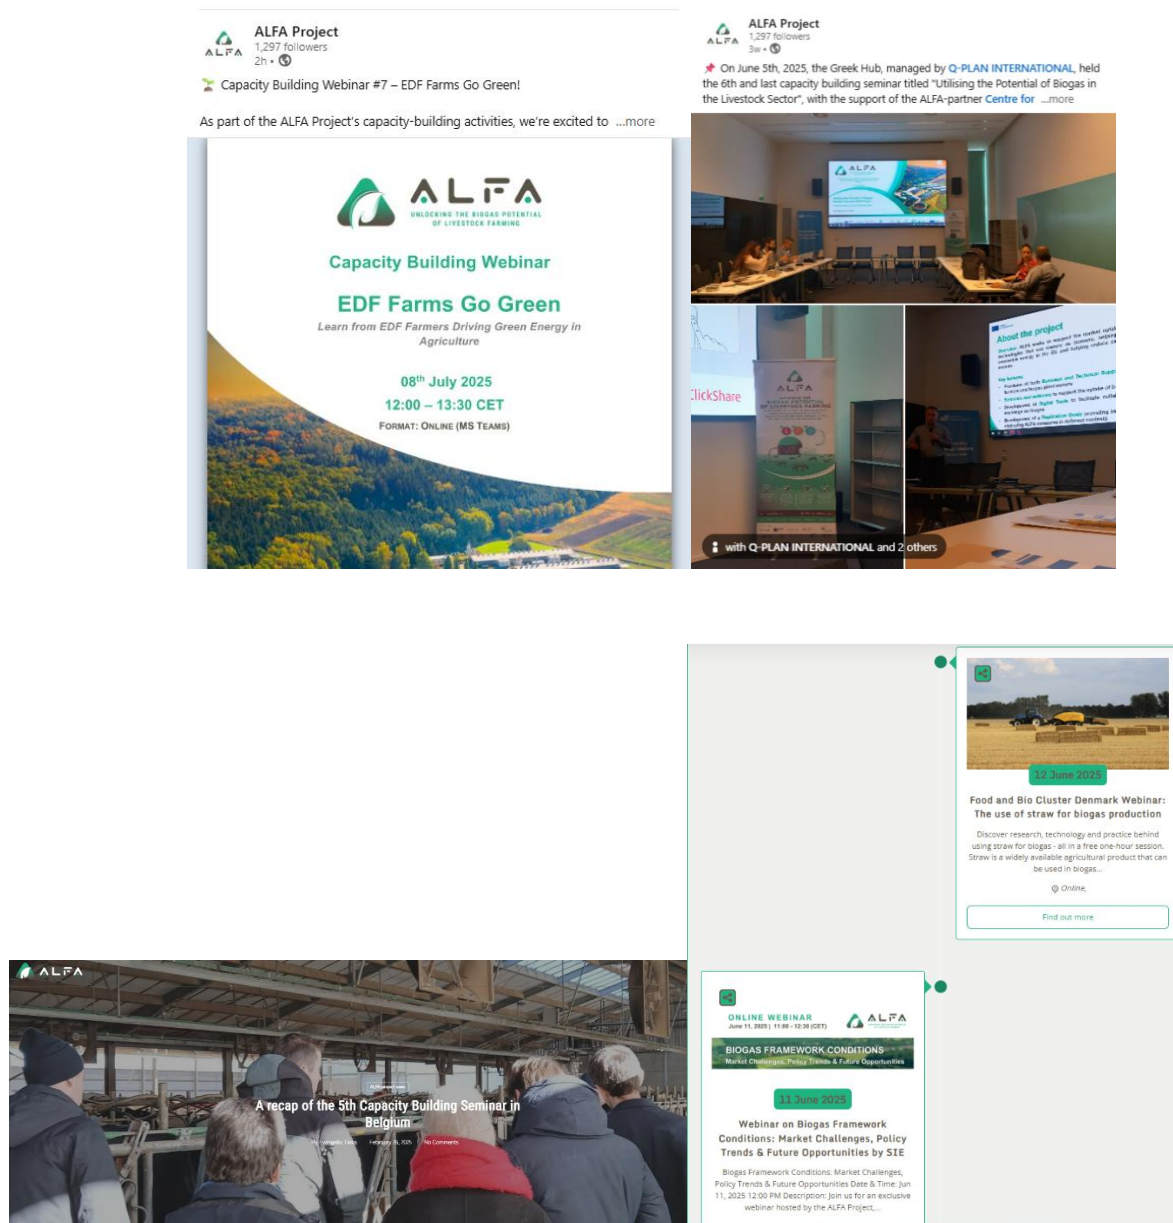 ALFA Project
1,297 followers
2h •
Capacity Building Webinar #7 – EDF Farms Go Green!
As part of the ALFA Project's capacity-building activities, we're excited to ...more
ALFA
UNLOCKING THE BIOGAS POTENTIAL
OF LIVESTOCK FARMING
Capacity Building Webinar
EDF Farms Go Green
Learn from EDF Farmers Driving Green Energy in
Agriculture
08th July 2025
12:00 – 13:30 CET
FORMAT: ONLINE (MS TEAMS)
ALFA Project
1,297 followers
3w •
On June 5th, 2025, the Greek Hub, managed by Q-PLAN INTERNATIONAL, held
the 6th and last capacity building seminar titled "Utilising the Potential of Biogas in
the Livestock Sector", with the support of the ALFA-partner Centre for ...more
ALFA
ClickShare
ALFA
BIOGAS POTENTIAL
OF LIVESTOCK FARMING
About the project
with Q-PLAN INTERNATIONAL and 2 others
12 June 2025
Food and Bio Cluster Denmark Webinar:
The use of straw for biogas production
Discover research, technology and practice behind
using straw for biogas - all in a free one-hour session.
Straw is a widely available agricultural product that can
be used in biogas...
Online,
Find out more
ALFA
A recap of the 5th Capacity Building Seminar in
Belgium
February 26, 2025
No Comments
ONLINE WEBINAR
June 11, 2025 | 11:00 - 12:30 (CET)
ALFA
BIOGAS FRAMEWORK CONDITIONS
Market Challenges, Policy Trends & Future Opportunities
11 June 2025
Webinar on Biogas Framework
Conditions: Market Challenges, Policy
Trends & Future Opportunities by SIE
Biogas Framework Conditions: Market Challenges,
Policy Trends & Future Opportunities Date & Time: Jun
11, 2025 12:00 PM Description: Join us for an exclusive
webinar hosted by the ALFA Project,...